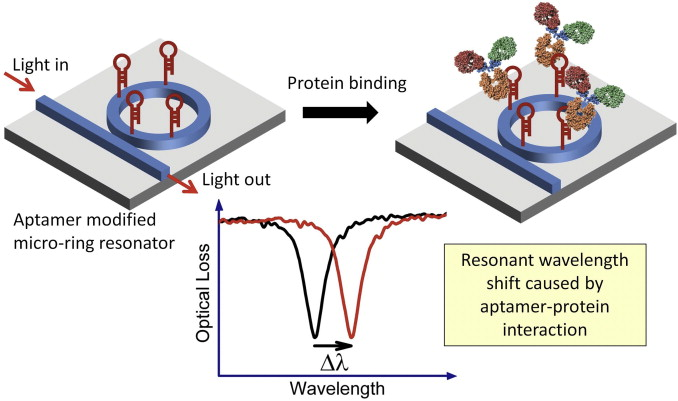 Light in
Protein binding
Light out
Aptamer modified
micro-ring resonator
Optical Loss
Δλ
Wavelength
Resonant wavelength
shift caused by
aptamer-protein
interaction